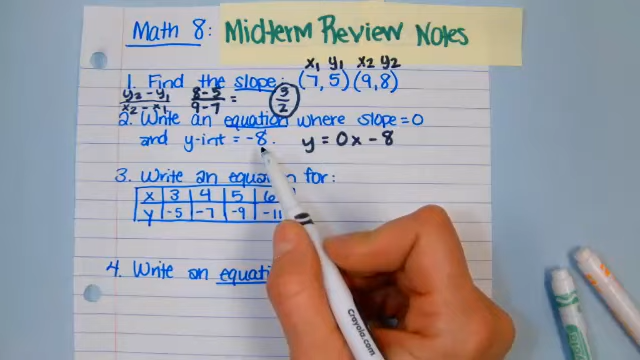 Math 8: Midterm Review Notes
x₁ y₁ x₂ y₂
1. Find the slope: (7, 5) (9, 8)
y₂ - y₁ / x₂ - x₁ 8-5 / 9-7 = 3/2
2. Write an equation where slope = 0
and y-int = -8. y = 0x - 8
3. Write an equation for:
x 3 4 5 6
y -5 -7 -9 -11
4. Write an
Crayola